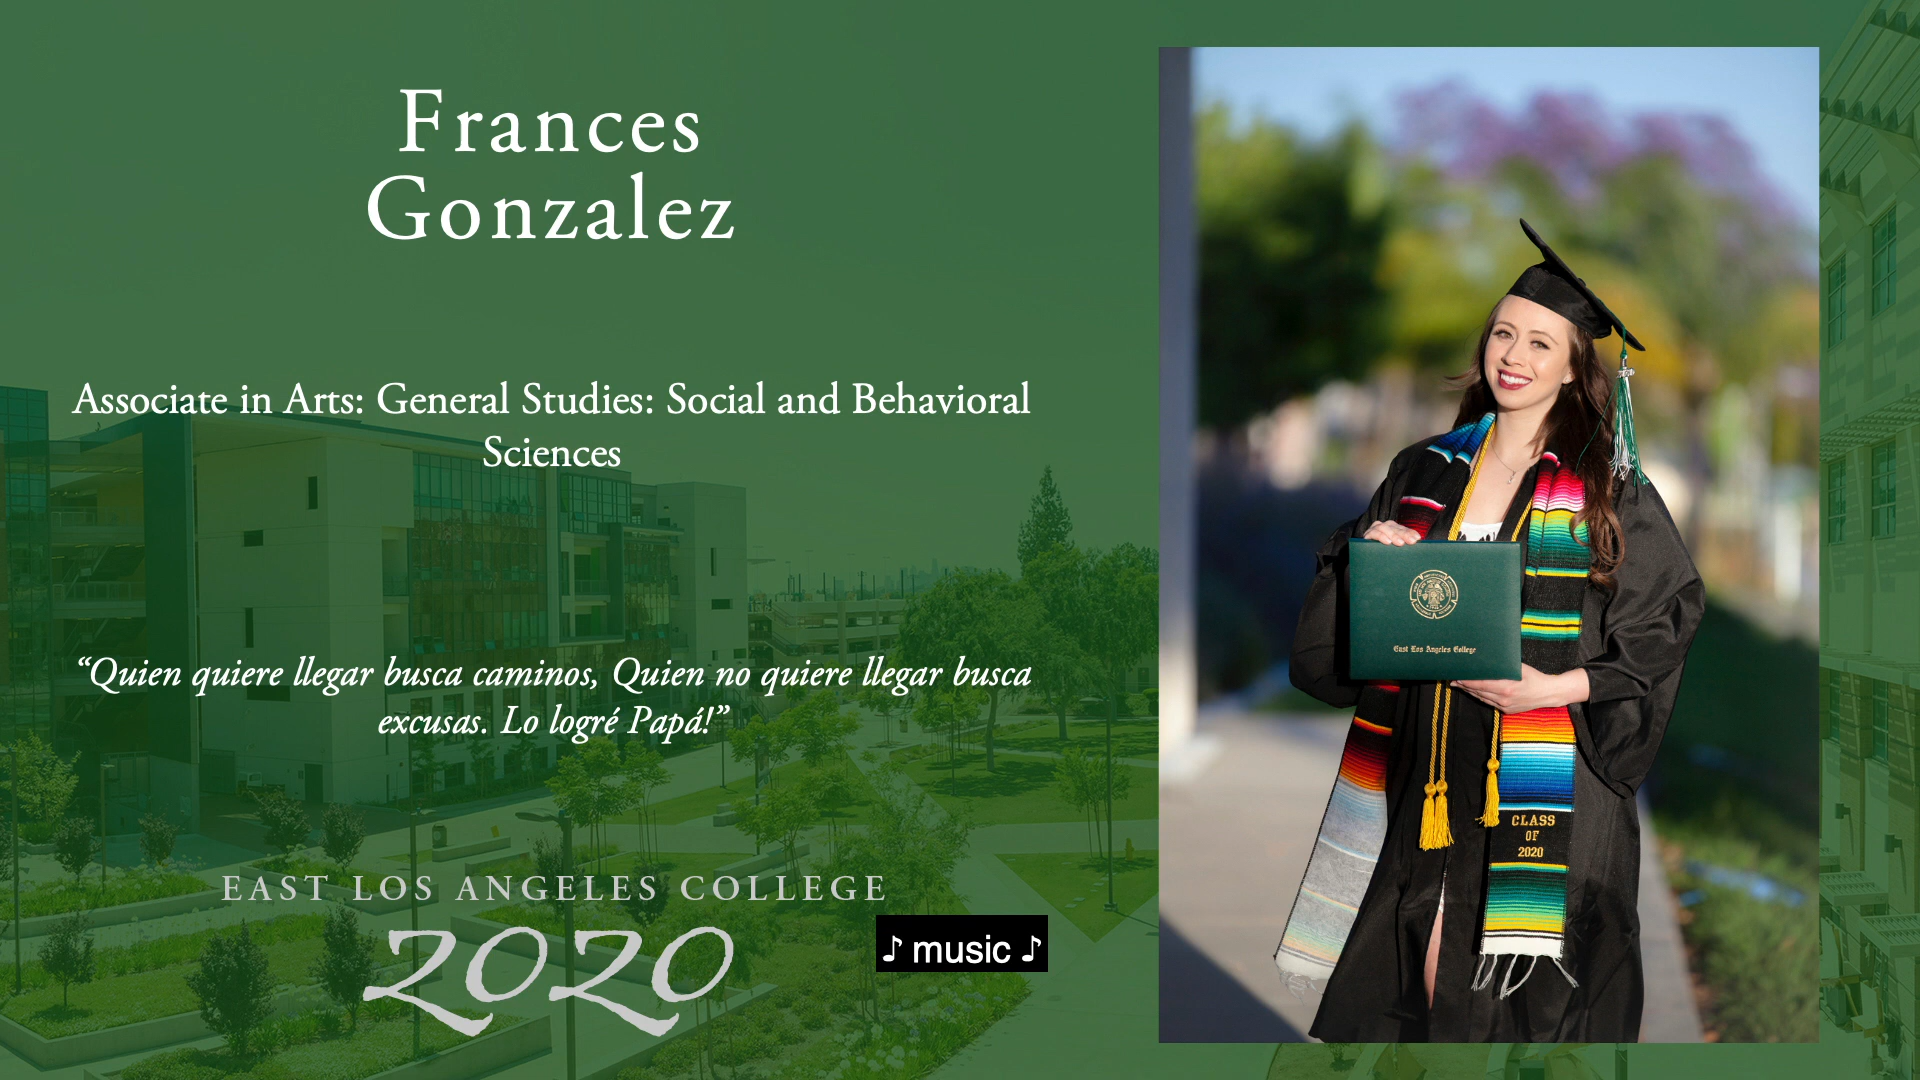 Frances
Gonzalez
Associate in Arts: General Studies: Social and Behavioral
Sciences
“Quien quiere llegar busca caminos, Quien no quiere llegar busca
excusas. Lo logré Papá!”
EAST LOS ANGELES COLLEGE
2020
♪ music ♪
East Los Angeles College
CLASS
OF
2020